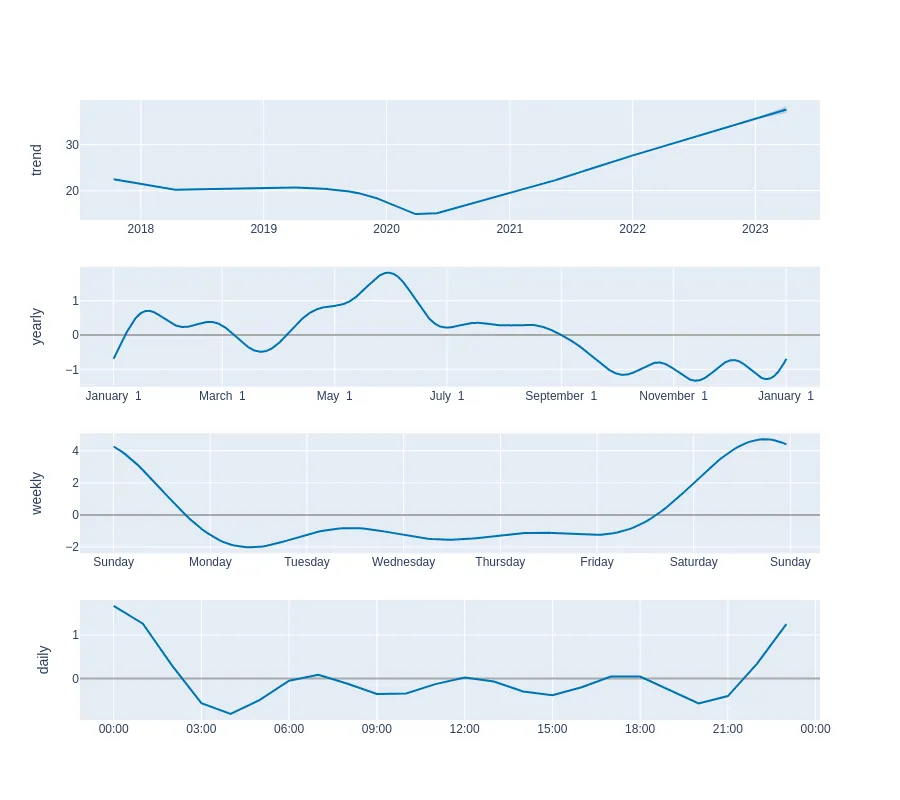 trend
30
20
2018 2019 2020 2021 2022 2023
yearly
1
0
−1
January 1 March 1 May 1 July 1 September 1 November 1 January 1
weekly
4
2
0
−2
Sunday Monday Tuesday Wednesday Thursday Friday Saturday Sunday
daily
1
0
00:00 03:00 06:00 09:00 12:00 15:00 18:00 21:00 00:00